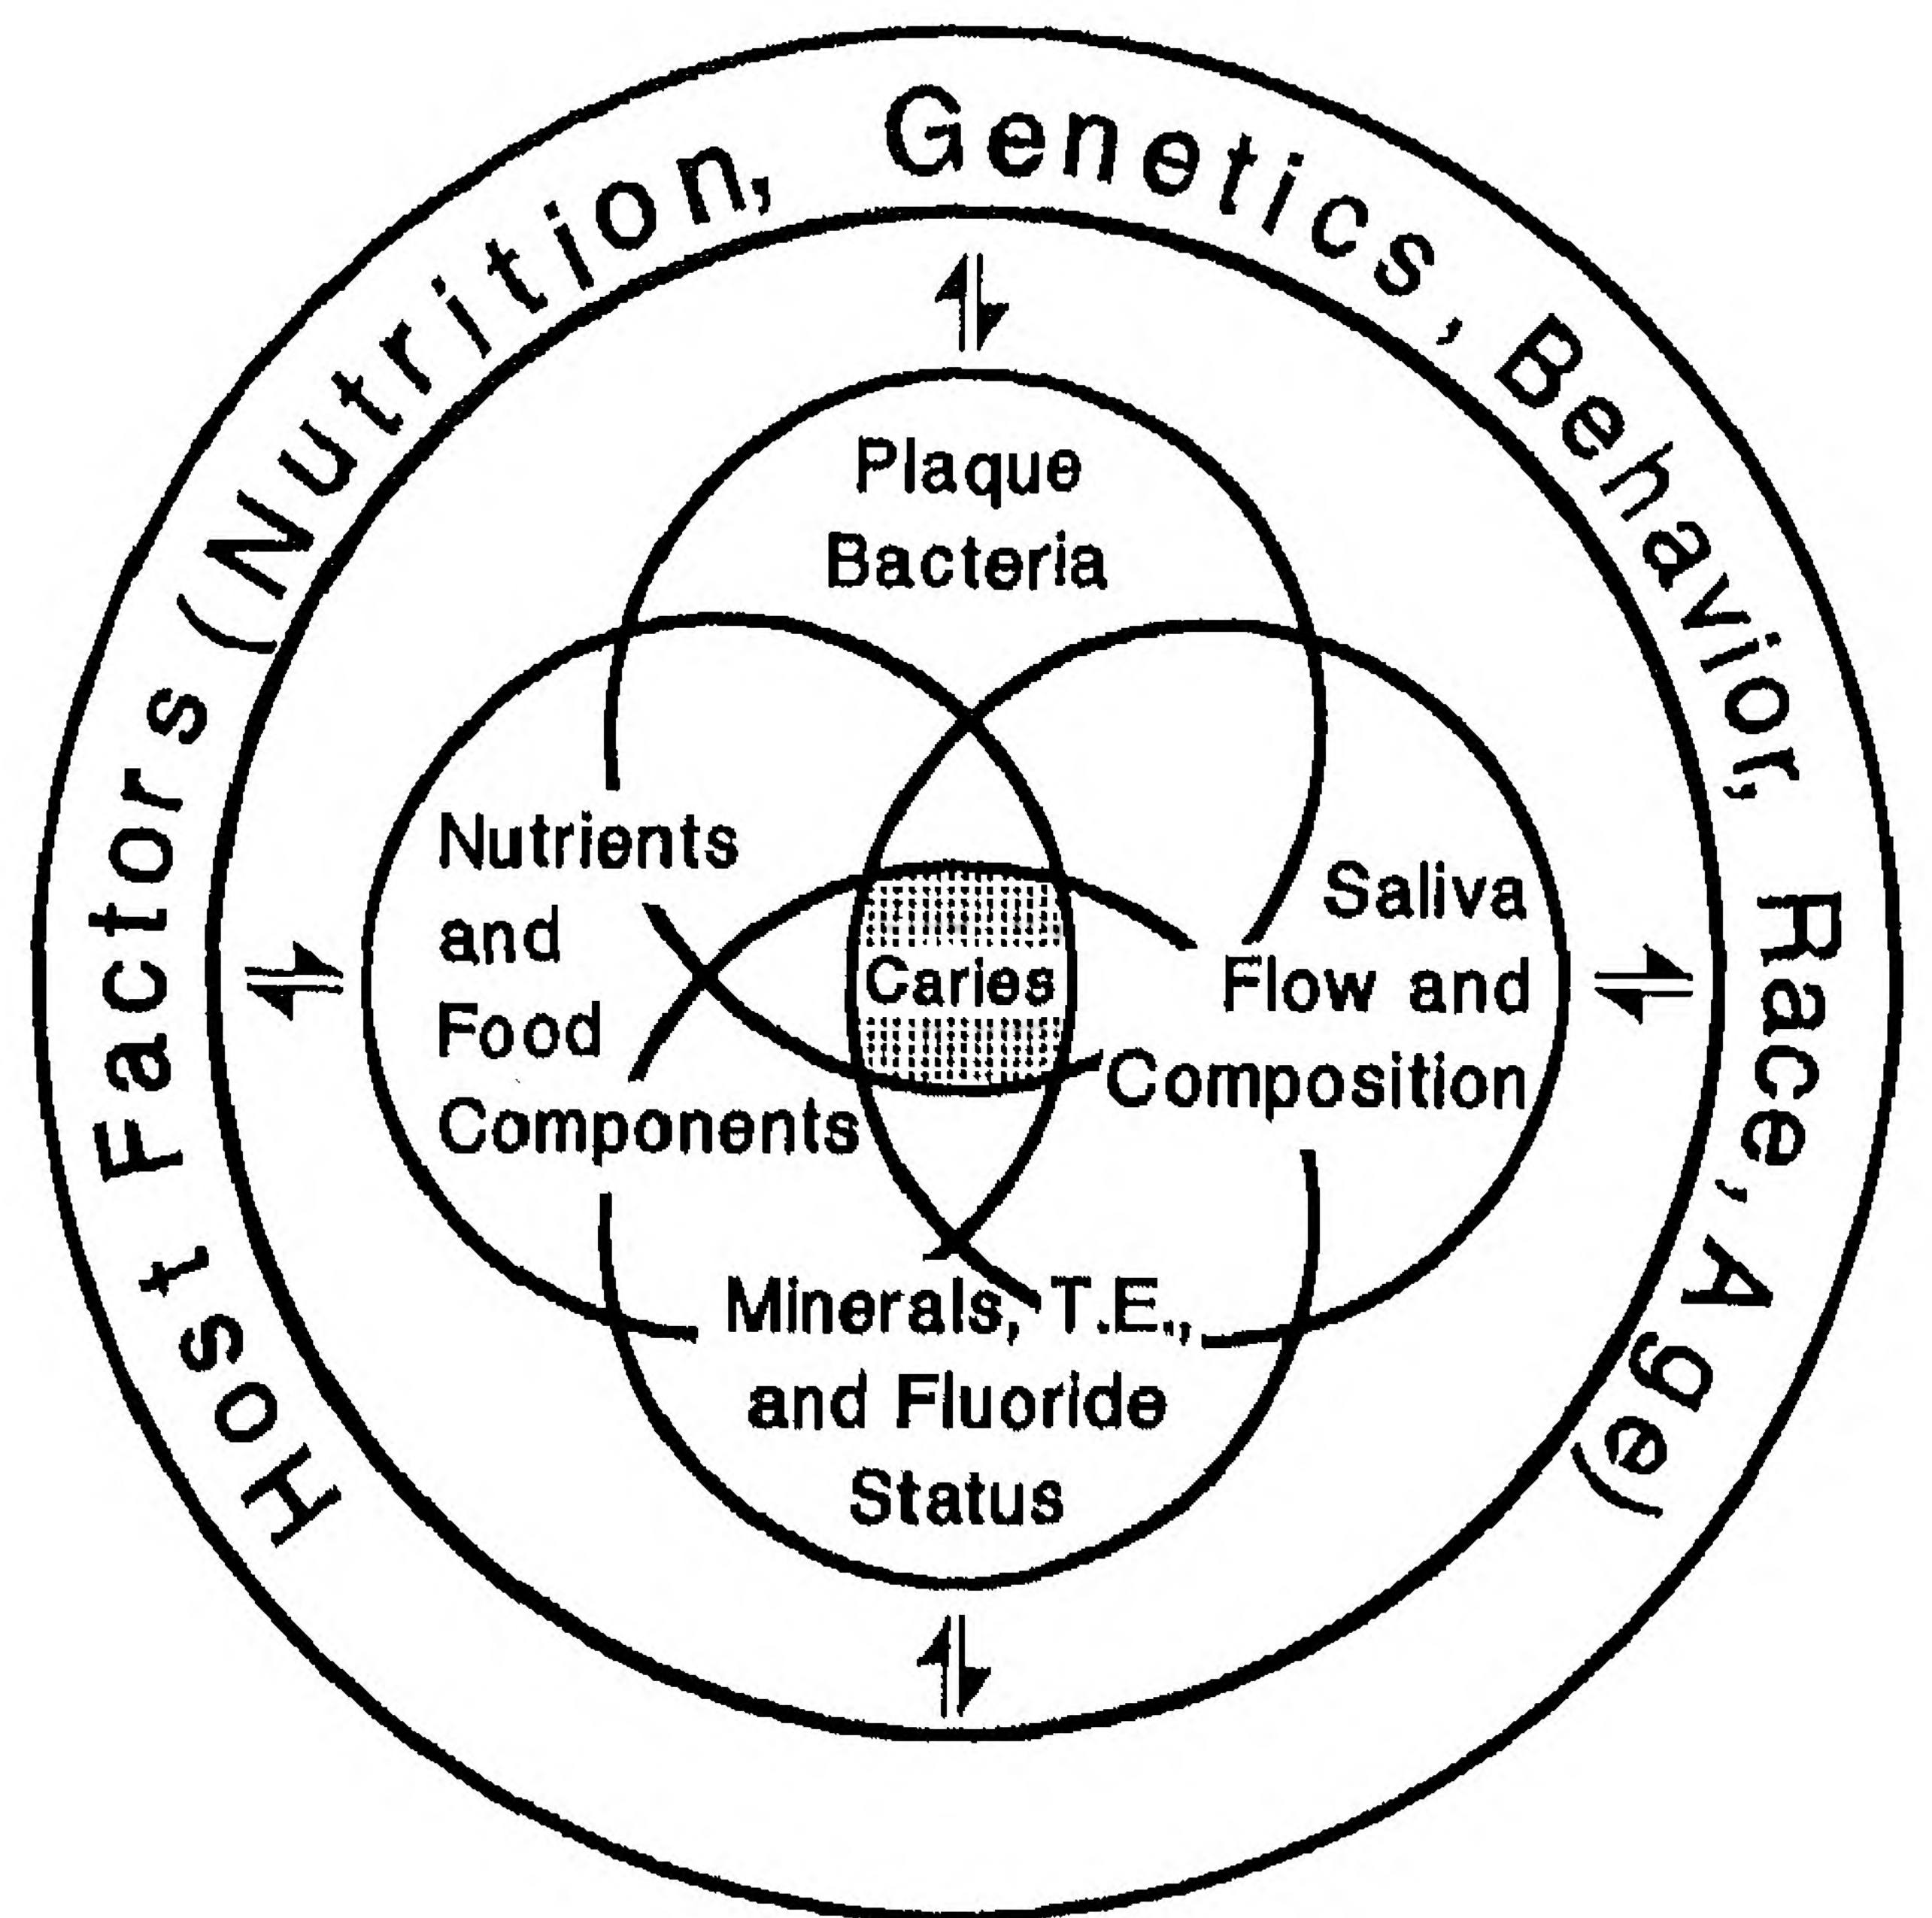 Host Factors (Nutrition, Genetics, Behavior, Race, Age)
Plaque
Bacteria
Nutrients
and
Food
Components
Caries
Saliva
Flow and
Composition
Minerals, T.E.,
and Fluoride
Status